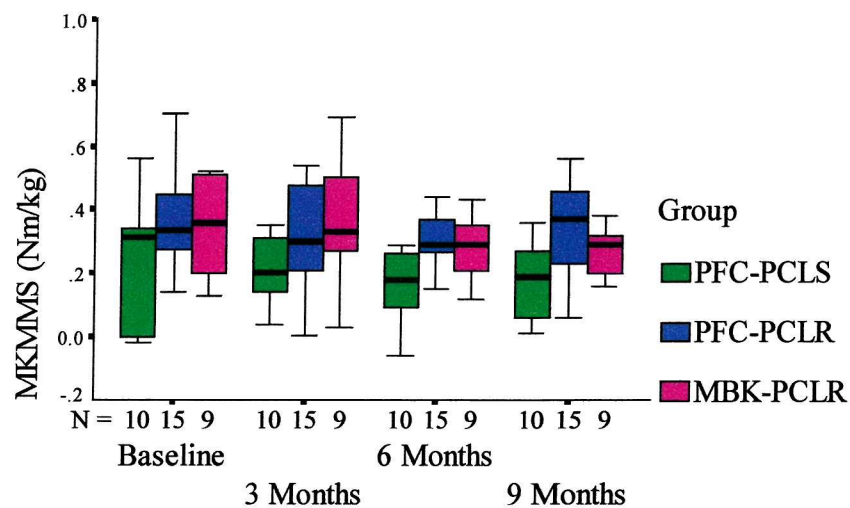 MKMMS (Nm/kg)
1.0
.8
.6
.4
.2
0.0
-.2
N = 10 15 9 10 15 9 10 15 9 10 15 9
Baseline 6 Months
3 Months 9 Months
Group
PFC-PCLS
PFC-PCLR
MBK-PCLR